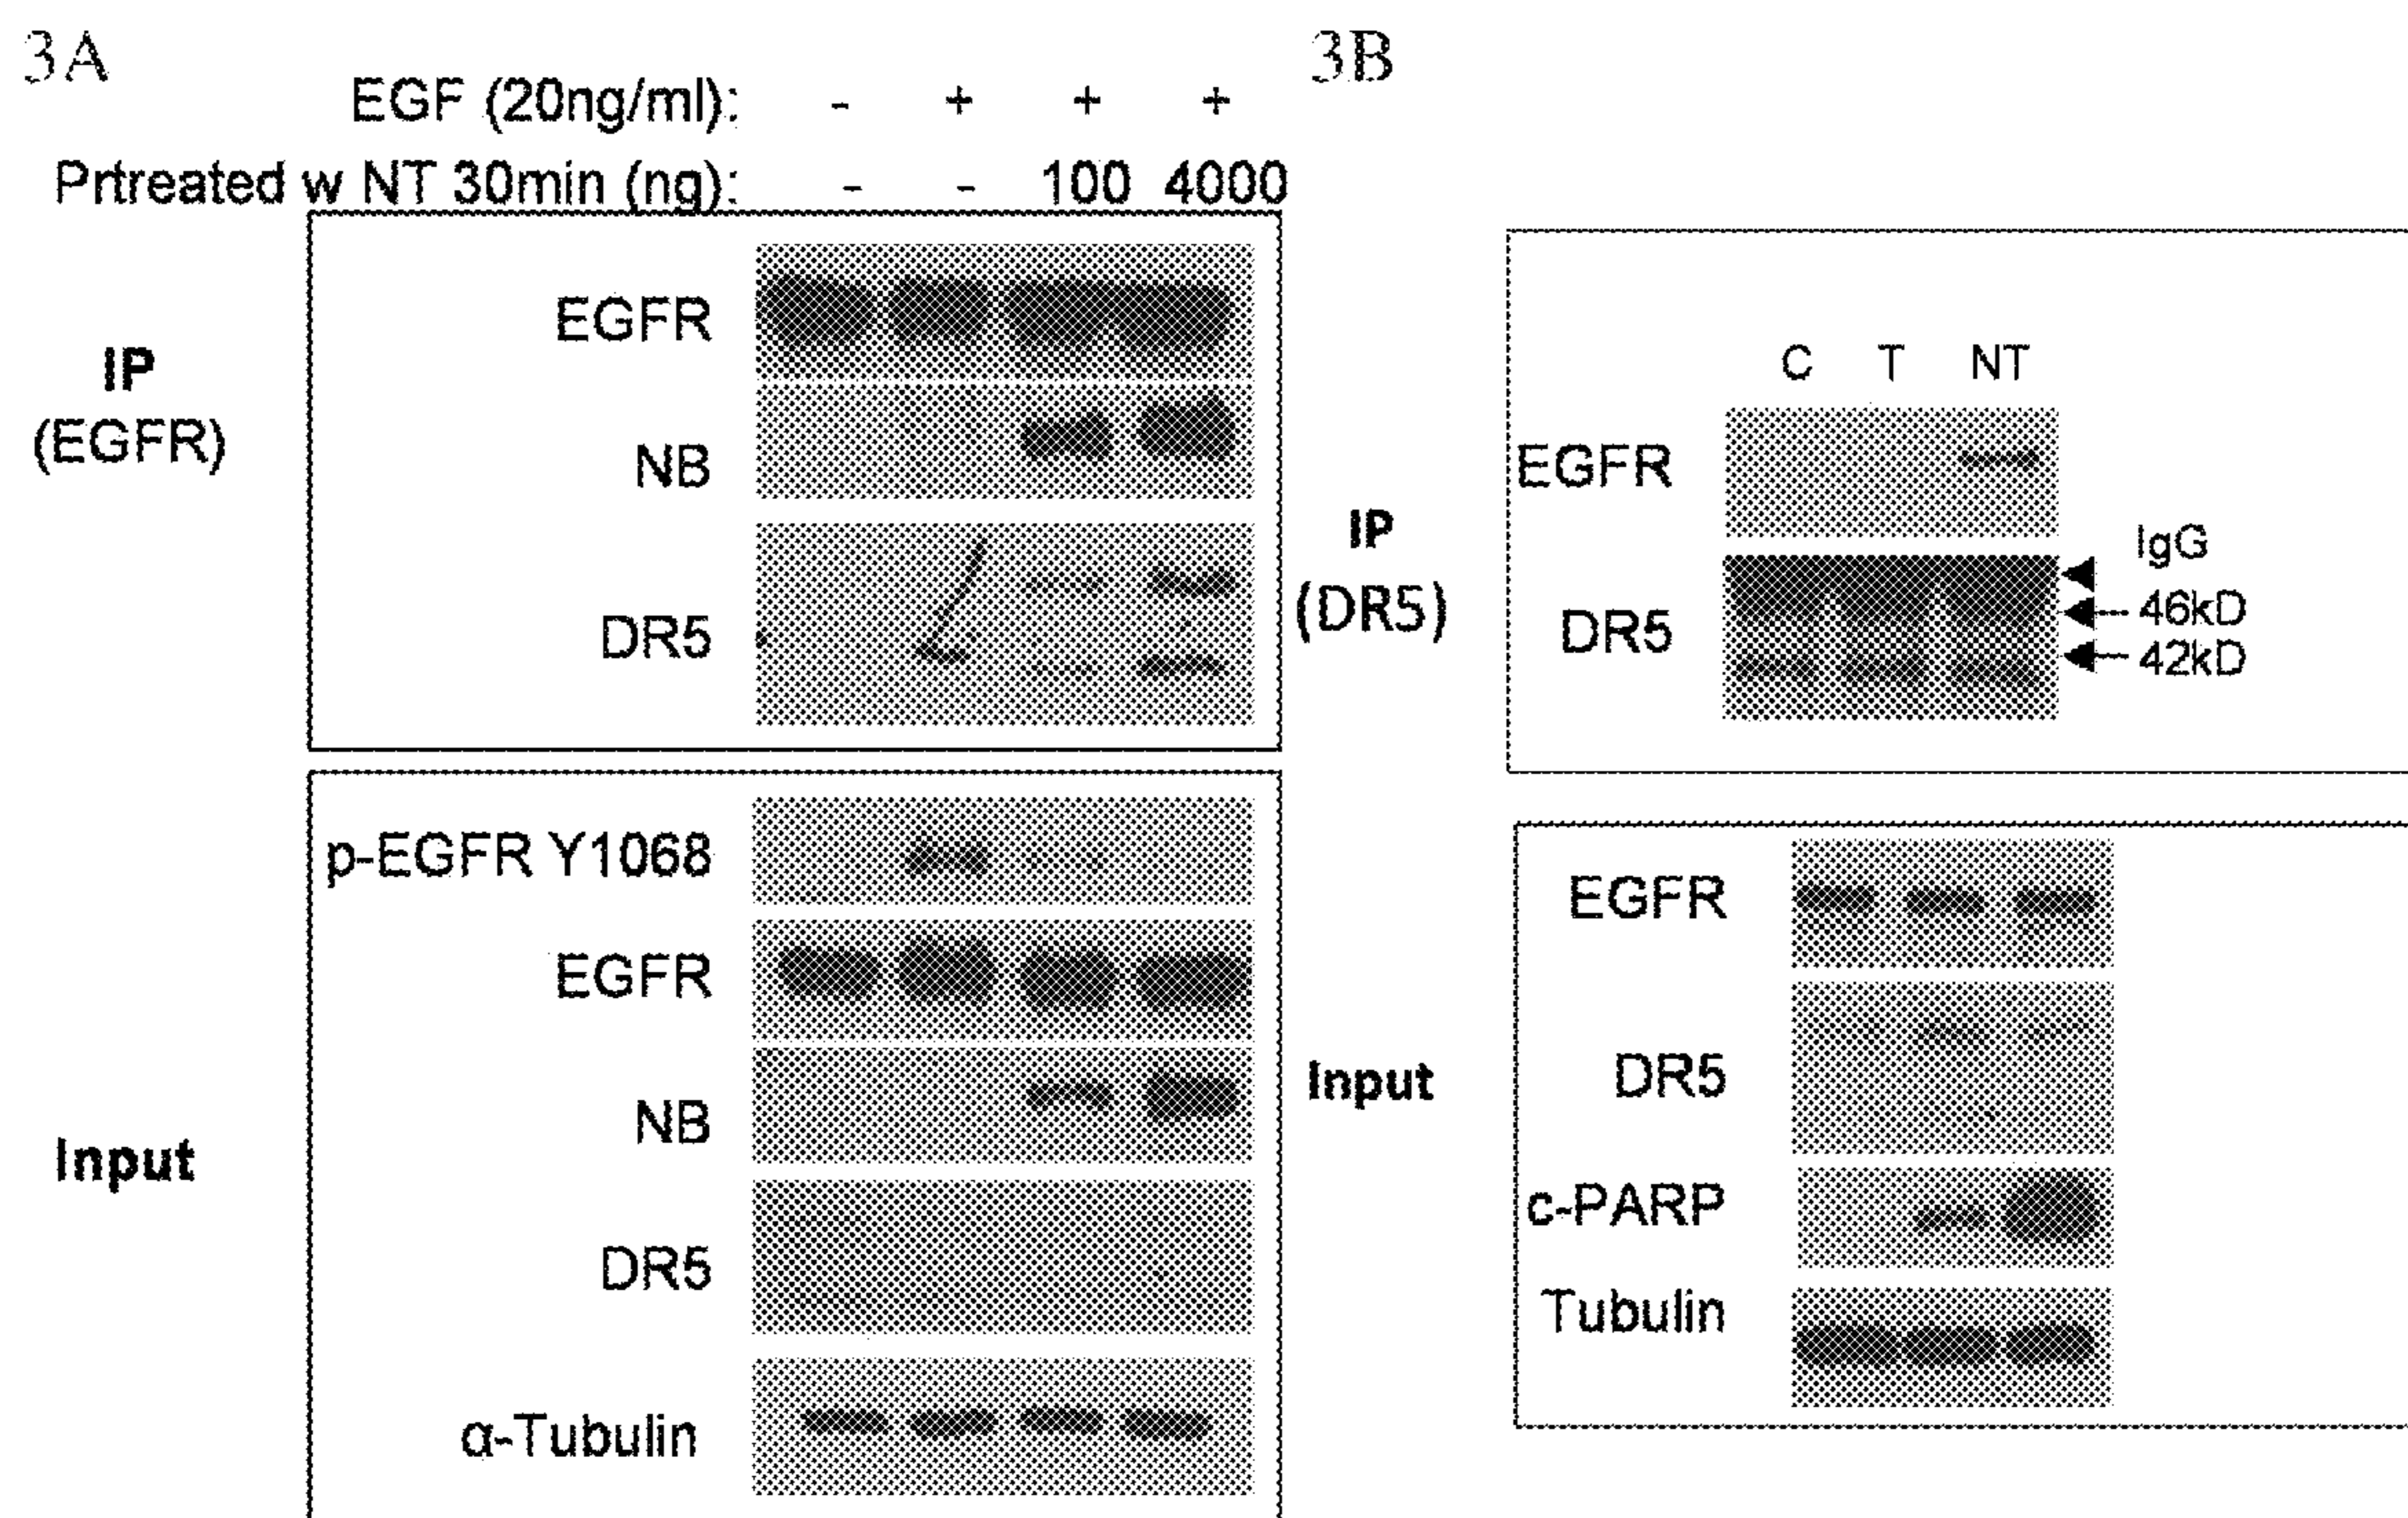 3A
EGF (20ng/ml): - + + +
Prtreated w NT 30min (ng): - - 100 4000
IP
(EGFR)
EGFR
NB
DR5
Input
p-EGFR Y1068
EGFR
NB
DR5
α-Tubulin
3B
IP
(DR5)
C T NT
EGFR
DR5
IgG
46kD
42kD
Input
EGFR
DR5
c-PARP
Tubulin